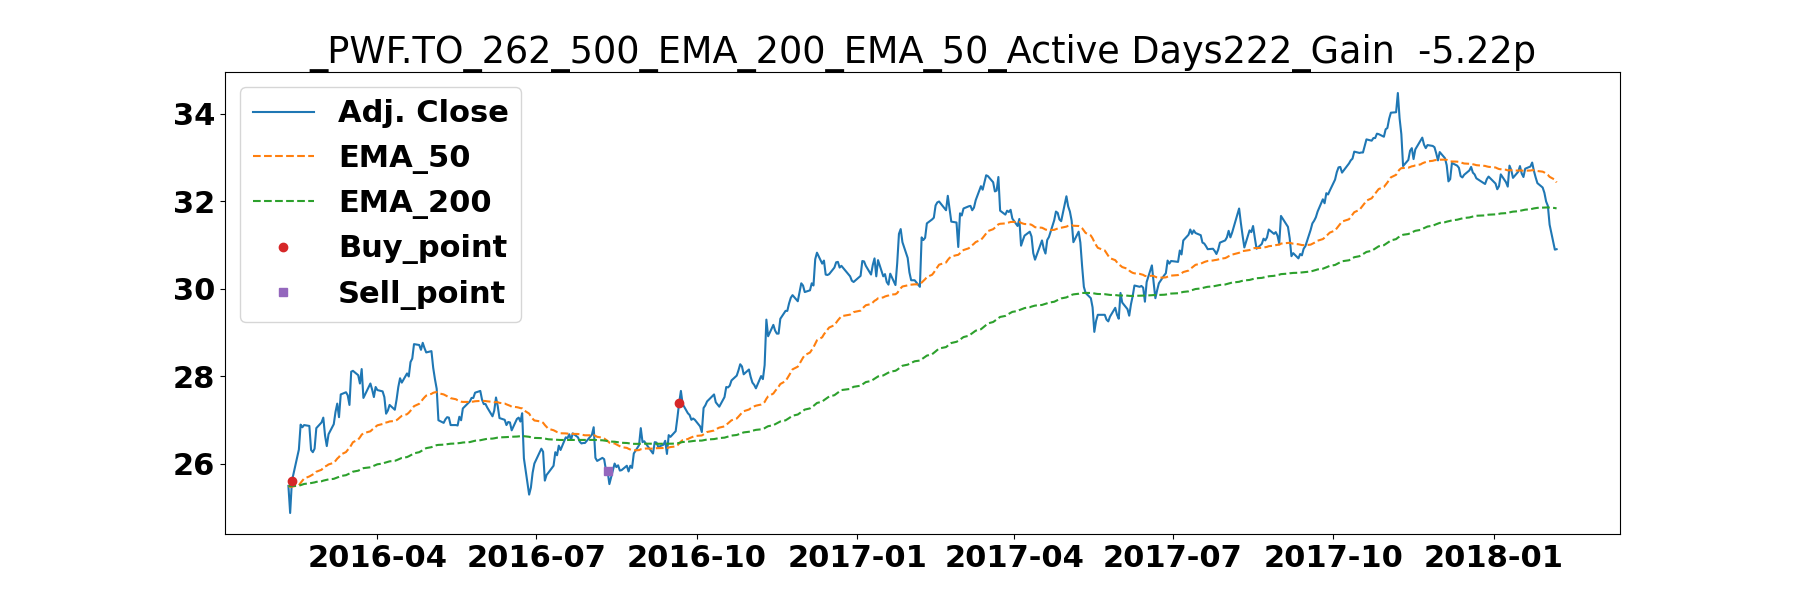 _PWF.TO_262_500_EMA_200_EMA_50_Active Days222_Gain  -5.22p
Adj. Close
EMA_50
EMA_200
Buy_point
Sell_point
34
32
30
28
26
2016-04 2016-07 2016-10 2017-01 2017-04 2017-07 2017-10 2018-01